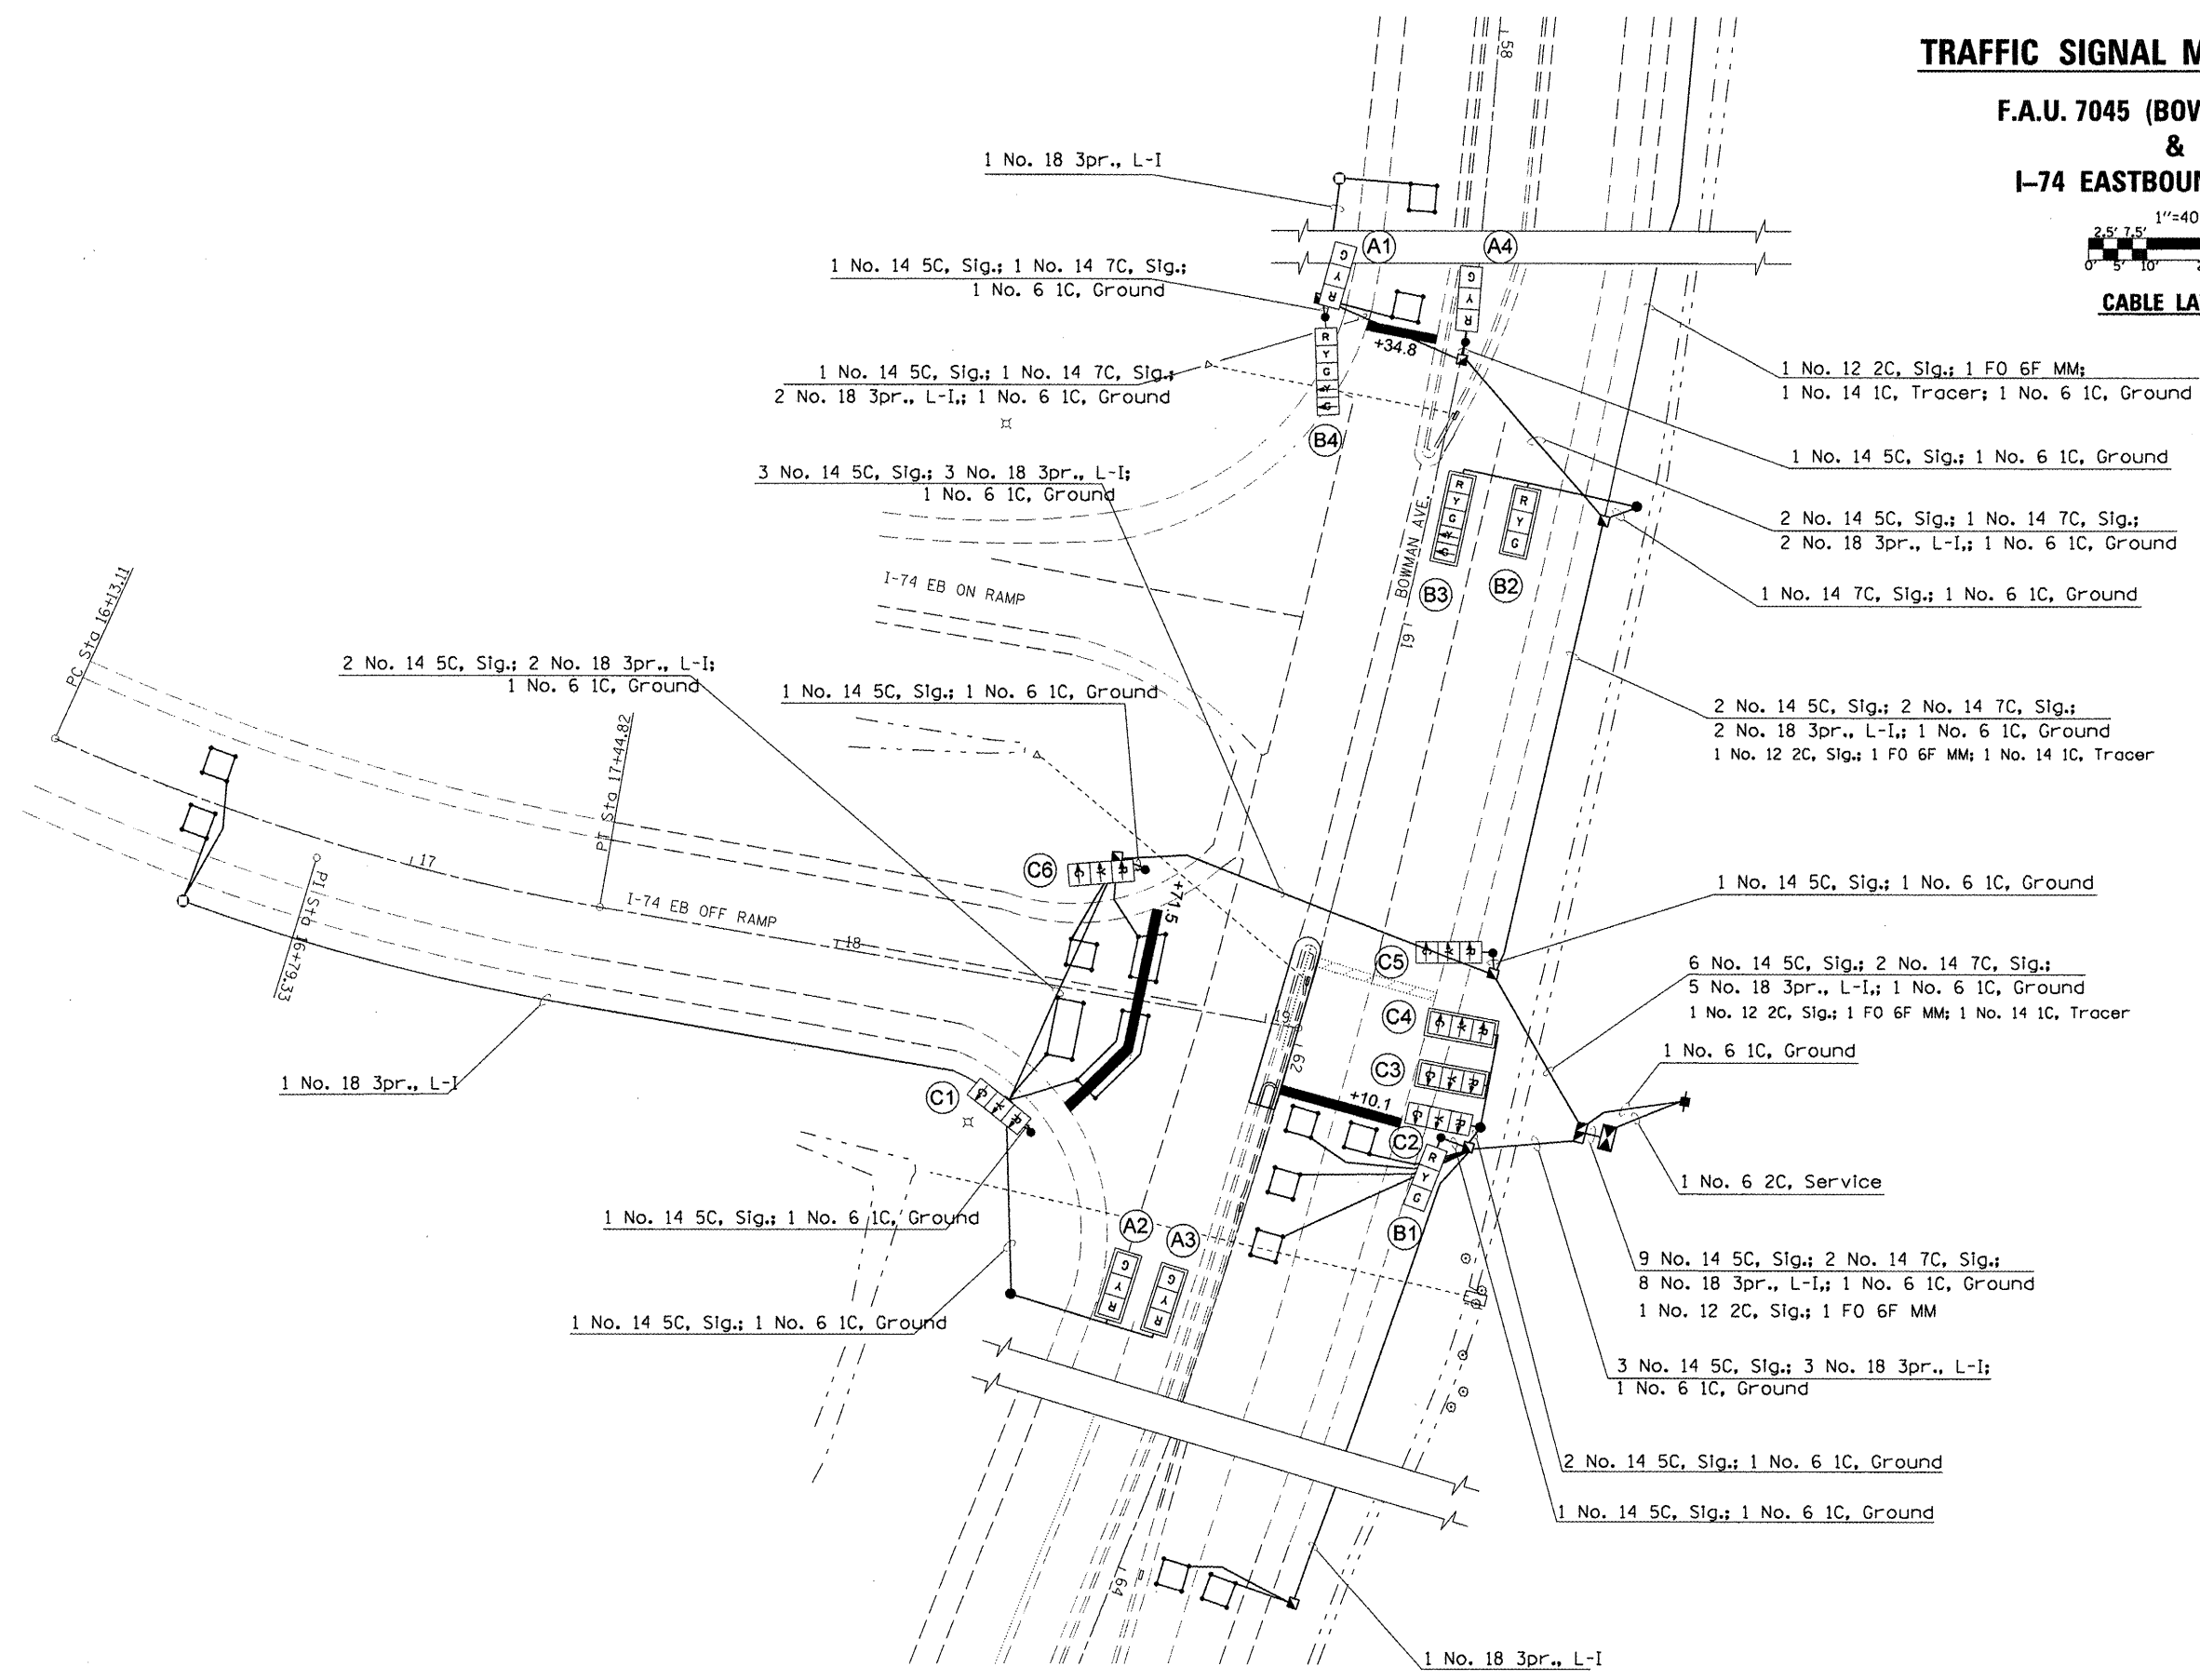 TRAFFIC SIGNAL M
F.A.U. 7045 (BOW
&
I-74 EASTBOUN
1"=40
2.5' 7.5'
0' 5' 10'
CABLE LA
58
1 No. 18 3pr., L-I
A1
A4
G Y R
G Y R
1 No. 14 5C, Sig.; 1 No. 14 7C, Sig.;
1 No. 6 1C, Ground
+34.8
1 No. 14 5C, Sig.; 1 No. 14 7C, Sig.;
2 No. 18 3pr., L-I,; 1 No. 6 1C, Ground
R Y G Y G
B4
1 No. 12 2C, Sig.; 1 FO 6F MM;
1 No. 14 1C, Tracer; 1 No. 6 1C, Ground
1 No. 14 5C, Sig.; 1 No. 6 1C, Ground
3 No. 14 5C, Sig.; 3 No. 18 3pr., L-I;
1 No. 6 1C, Ground
2 No. 14 5C, Sig.; 1 No. 14 7C, Sig.;
2 No. 18 3pr., L-I,; 1 No. 6 1C, Ground
R Y G Y G
R Y G
B3
B2
BOWMAN AVE.
61
1 No. 14 7C, Sig.; 1 No. 6 1C, Ground
I-74 EB ON RAMP
PC Sta 16+13.11
2 No. 14 5C, Sig.; 2 No. 18 3pr., L-I;
1 No. 6 1C, Ground
1 No. 14 5C, Sig.; 1 No. 6 1C, Ground
2 No. 14 5C, Sig.; 2 No. 14 7C, Sig.;
2 No. 18 3pr., L-I,; 1 No. 6 1C, Ground
1 No. 12 2C, Sig.; 1 FO 6F MM; 1 No. 14 1C, Tracer
PT Sta 17+44.82
17
PI Sta 16+79.33
I-74 EB OFF RAMP
18
C6
G Y R
+71.5
1 No. 14 5C, Sig.; 1 No. 6 1C, Ground
C5
G Y R
6 No. 14 5C, Sig.; 2 No. 14 7C, Sig.;
5 No. 18 3pr., L-I,; 1 No. 6 1C, Ground
1 No. 12 2C, Sig.; 1 FO 6F MM; 1 No. 14 1C, Tracer
19
C4
G Y R
62
C3
G Y R
1 No. 6 1C, Ground
1 No. 18 3pr., L-I
C1
G Y R
+10.1
C2
G Y R
R Y G
B1
1 No. 6 2C, Service
1 No. 14 5C, Sig.; 1 No. 6 1C, Ground
A2
A3
G Y R
G Y R
9 No. 14 5C, Sig.; 2 No. 14 7C, Sig.;
8 No. 18 3pr., L-I,; 1 No. 6 1C, Ground
1 No. 12 2C, Sig.; 1 FO 6F MM
1 No. 14 5C, Sig.; 1 No. 6 1C, Ground
3 No. 14 5C, Sig.; 3 No. 18 3pr., L-I;
1 No. 6 1C, Ground
2 No. 14 5C, Sig.; 1 No. 6 1C, Ground
1 No. 14 5C, Sig.; 1 No. 6 1C, Ground
64
1 No. 18 3pr., L-I